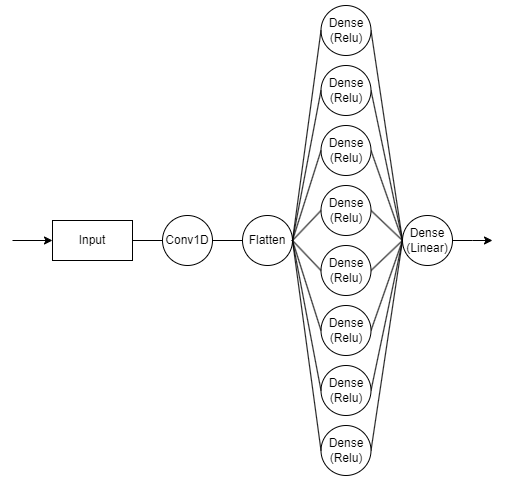 Dense
(Relu)
Dense
(Relu)
Dense
(Relu)
Dense
(Relu)
Input
Conv1D
Flatten
Dense
(Linear)
Dense
(Relu)
Dense
(Relu)
Dense
(Relu)
Dense
(Relu)